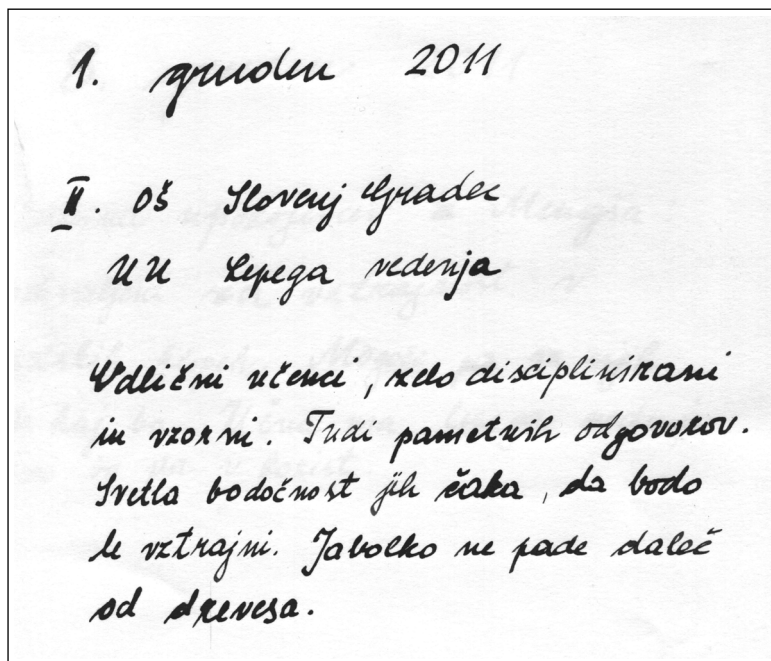 1. gruden 2011
II. OŠ Slovenj Gradec
UU Lepega vedenja
Odlični učenci, zelo disciplinirani
in vzorni. Tudi pametnih odgovorov.
Svetla bodočnost jih čaka, da bodo
le vztrajni. Jabolko ne pade daleč
od drevesa.